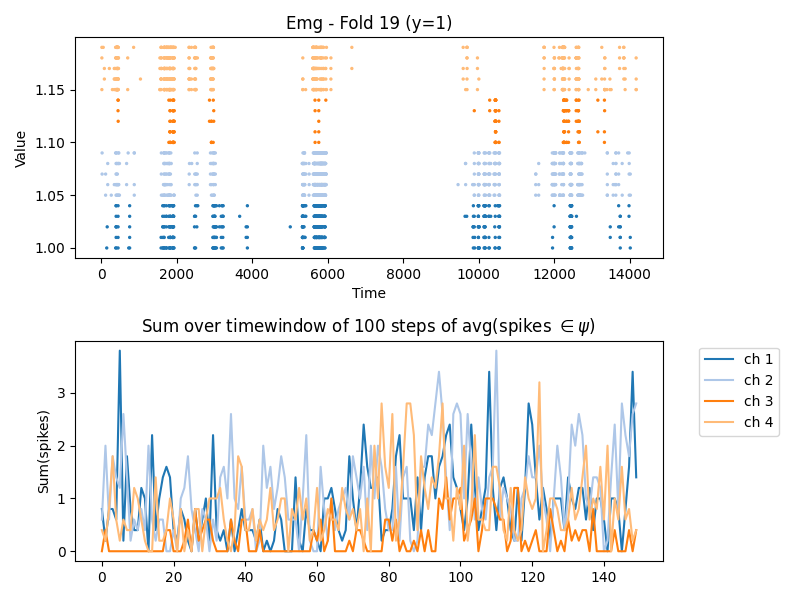 Emg - Fold 19 (y=1)
1.15
1.10
1.05
1.00
Value
0 2000 4000 6000 8000 10000 12000 14000
Time
Sum over timewindow of 100 steps of avg(spikes ∈ψ)
3
2
1
0
Sum(spikes)
0 20 40 60 80 100 120 140
ch 1
ch 2
ch 3
ch 4